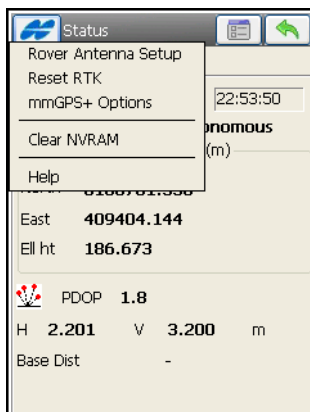 Status
Rover Antenna Setup
Reset RTK
mmGPS+ Options
22:53:50
Clear NVRAM
(m)
Help
East 409404.144
Ell ht 186.673
PDOP 1.8
H 2.201 V 3.200 m
Base Dist -